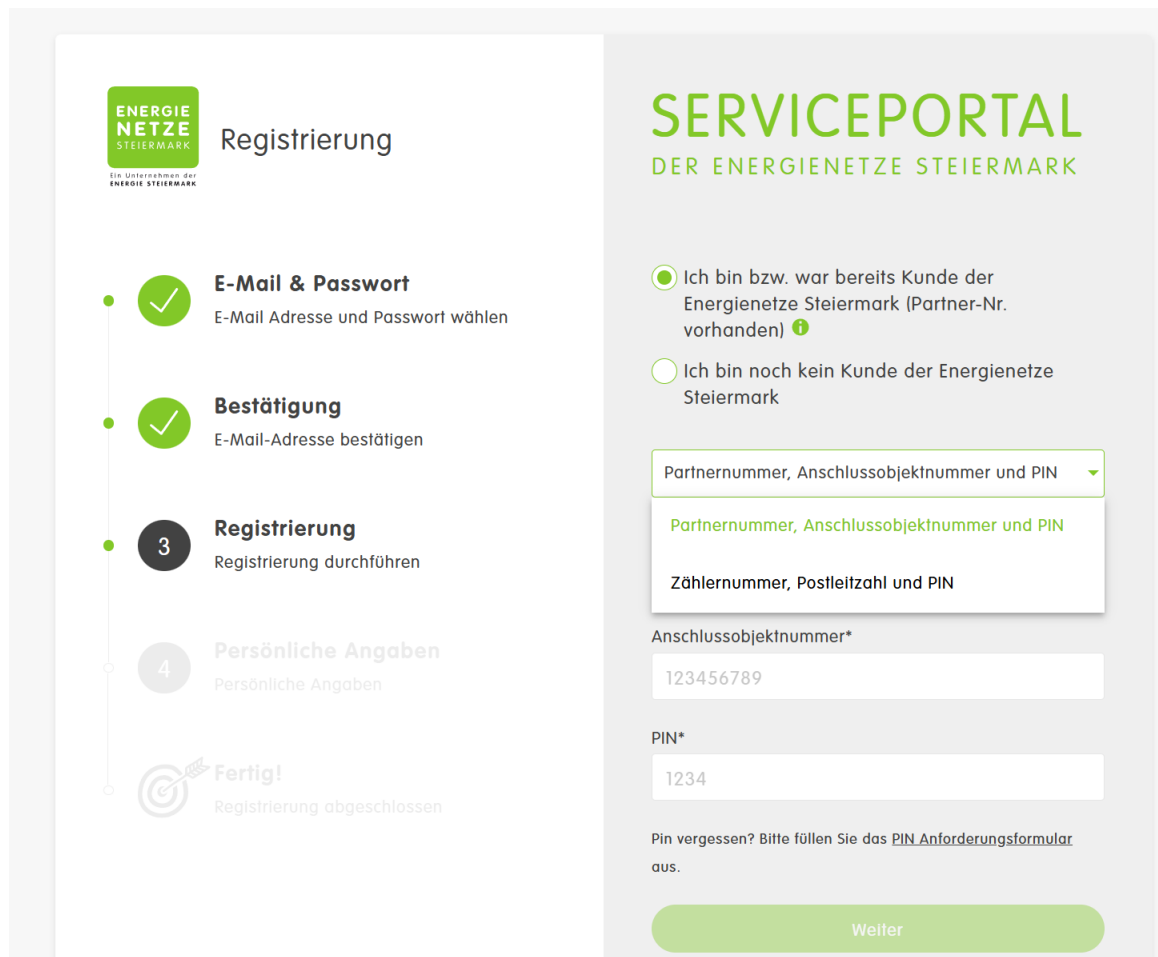 ENERGIE
NETZE
STEIERMARK
Ein Unternehmen der
ENERGIE STEIERMARK
Registrierung
E-Mail & Passwort
E-Mail Adresse und Passwort wählen
Bestätigung
E-Mail-Adresse bestätigen
3
Registrierung
Registrierung durchführen
4
Persönliche Angaben
Persönliche Angaben
Fertig!
Registrierung abgeschlossen
SERVICEPORTAL
DER ENERGIENETZE STEIERMARK
Ich bin bzw. war bereits Kunde der
Energienetze Steiermark (Partner-Nr.
vorhanden) i
Ich bin noch kein Kunde der Energienetze
Steiermark
Partnernummer, Anschlussobjektnummer und PIN
Partnernummer, Anschlussobjektnummer und PIN
Zählernummer, Postleitzahl und PIN
Anschlussobjektnummer*
123456789
PIN*
1234
Pin vergessen? Bitte füllen Sie das PIN Anforderungsformular
aus.
Weiter